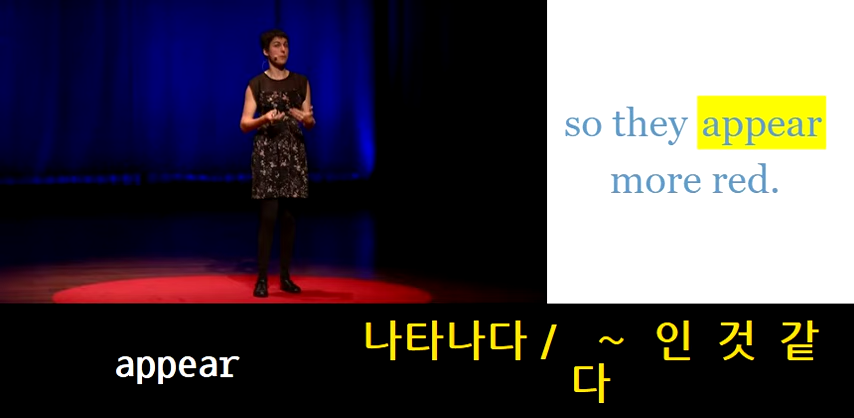 so they appear
more red.
appear
나타나다 / ~ 인 것 같
다